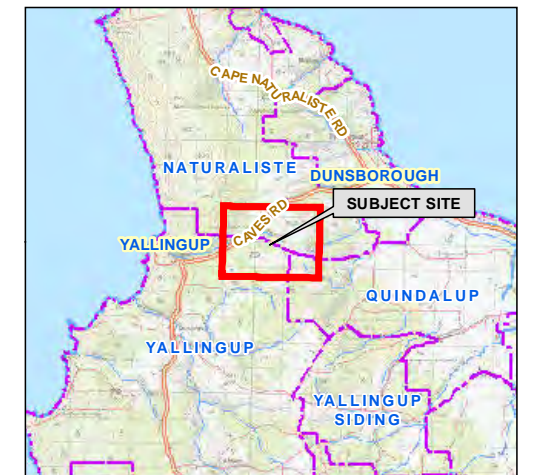 CAPE NATURALISTE RD
NATURALISTE
DUNSBOROUGH
SUBJECT SITE
CAVES RD
YALLINGUP
QUINDALUP
YALLINGUP
YALLINGUP
SIDING